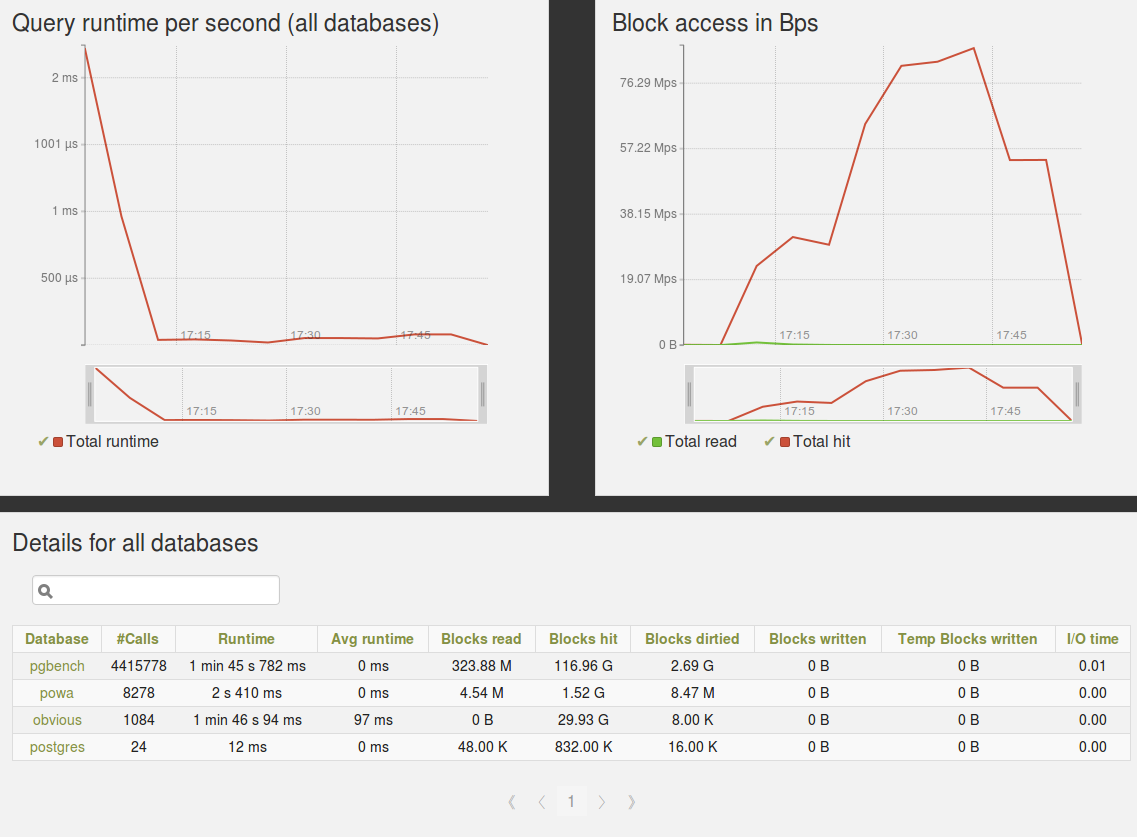 Query runtime per second (all databases)
2 ms
1001 µs
1 ms
500 µs
17:15
17:30
17:45
17:15
17:30
17:45
Total runtime
Block access in Bps
76.29 Mps
57.22 Mps
38.15 Mps
19.07 Mps
0 B
17:15
17:30
17:45
17:15
17:30
17:45
Total read Total hit
Details for all databases
Database #Calls Runtime Avg runtime Blocks read Blocks hit Blocks dirtied Blocks written Temp Blocks written I/O time
pgbench 4415778 1 min 45 s 782 ms 0 ms 323.88 M 116.96 G 2.69 G 0 B 0 B 0.01
powa 8278 2 s 410 ms 0 ms 4.54 M 1.52 G 8.47 M 0 B 0 B 0.00
obvious 1084 1 min 46 s 94 ms 97 ms 0 B 29.93 G 8.00 K 0 B 0 B 0.00
postgres 24 12 ms 0 ms 48.00 K 832.00 K 16.00 K 0 B 0 B 0.00
1